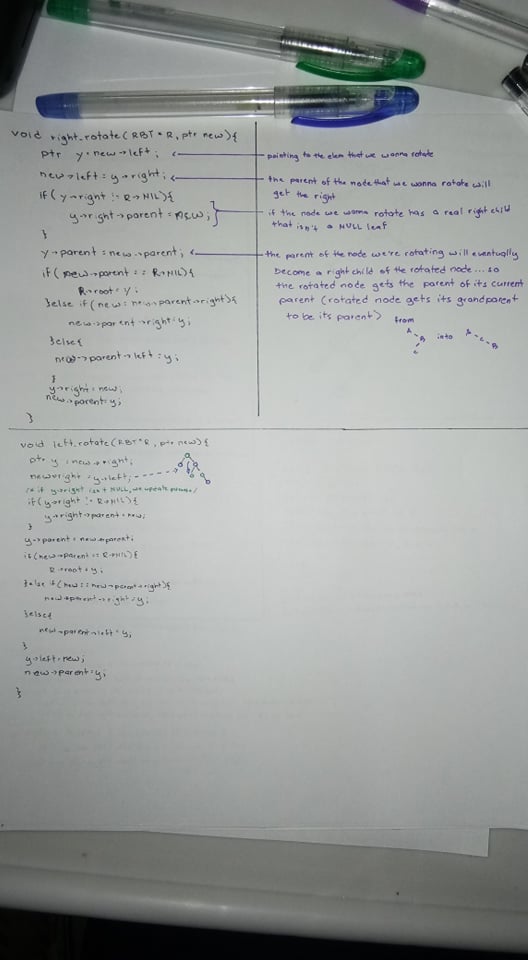 void right_rotate(RBT * R, ptr new){
ptr y = new->left;
new->left = y->right;
if(y->right != R->NIL){
y->right->parent = new;
}
y->parent = new->parent;
if(new->parent == R->NIL){
R->root = y;
}else if(new == new->parent->right){
new->parent->right = y;
}else{
new->parent->left = y;
}
y->right = new;
new->parent = y;
}
pointing to the elem that we wanna rotate
the parent of the node that we wanna rotate will
get the right
if the node we wanna rotate has a real right child
that isn't a NULL leaf
the parent of the node we're rotating will eventually
become a right child of the rotated node... so
the rotated node gets the parent of its current
parent (rotated node gets its grandparent
to be its parent)
from
into
void left_rotate(RBT * R, ptr new){
ptr y = new->right;
new->right = y->left;
/* if y->right isn't NULL, we update */
if(y->right != R->NIL){
y->right->parent = new;
}
y->parent = new->parent;
if(new->parent == R->NIL){
R->root = y;
}else if(new == new->parent->right){
new->parent->right = y;
}else{
new->parent->left = y;
}
y->left = new;
new->parent = y;
}